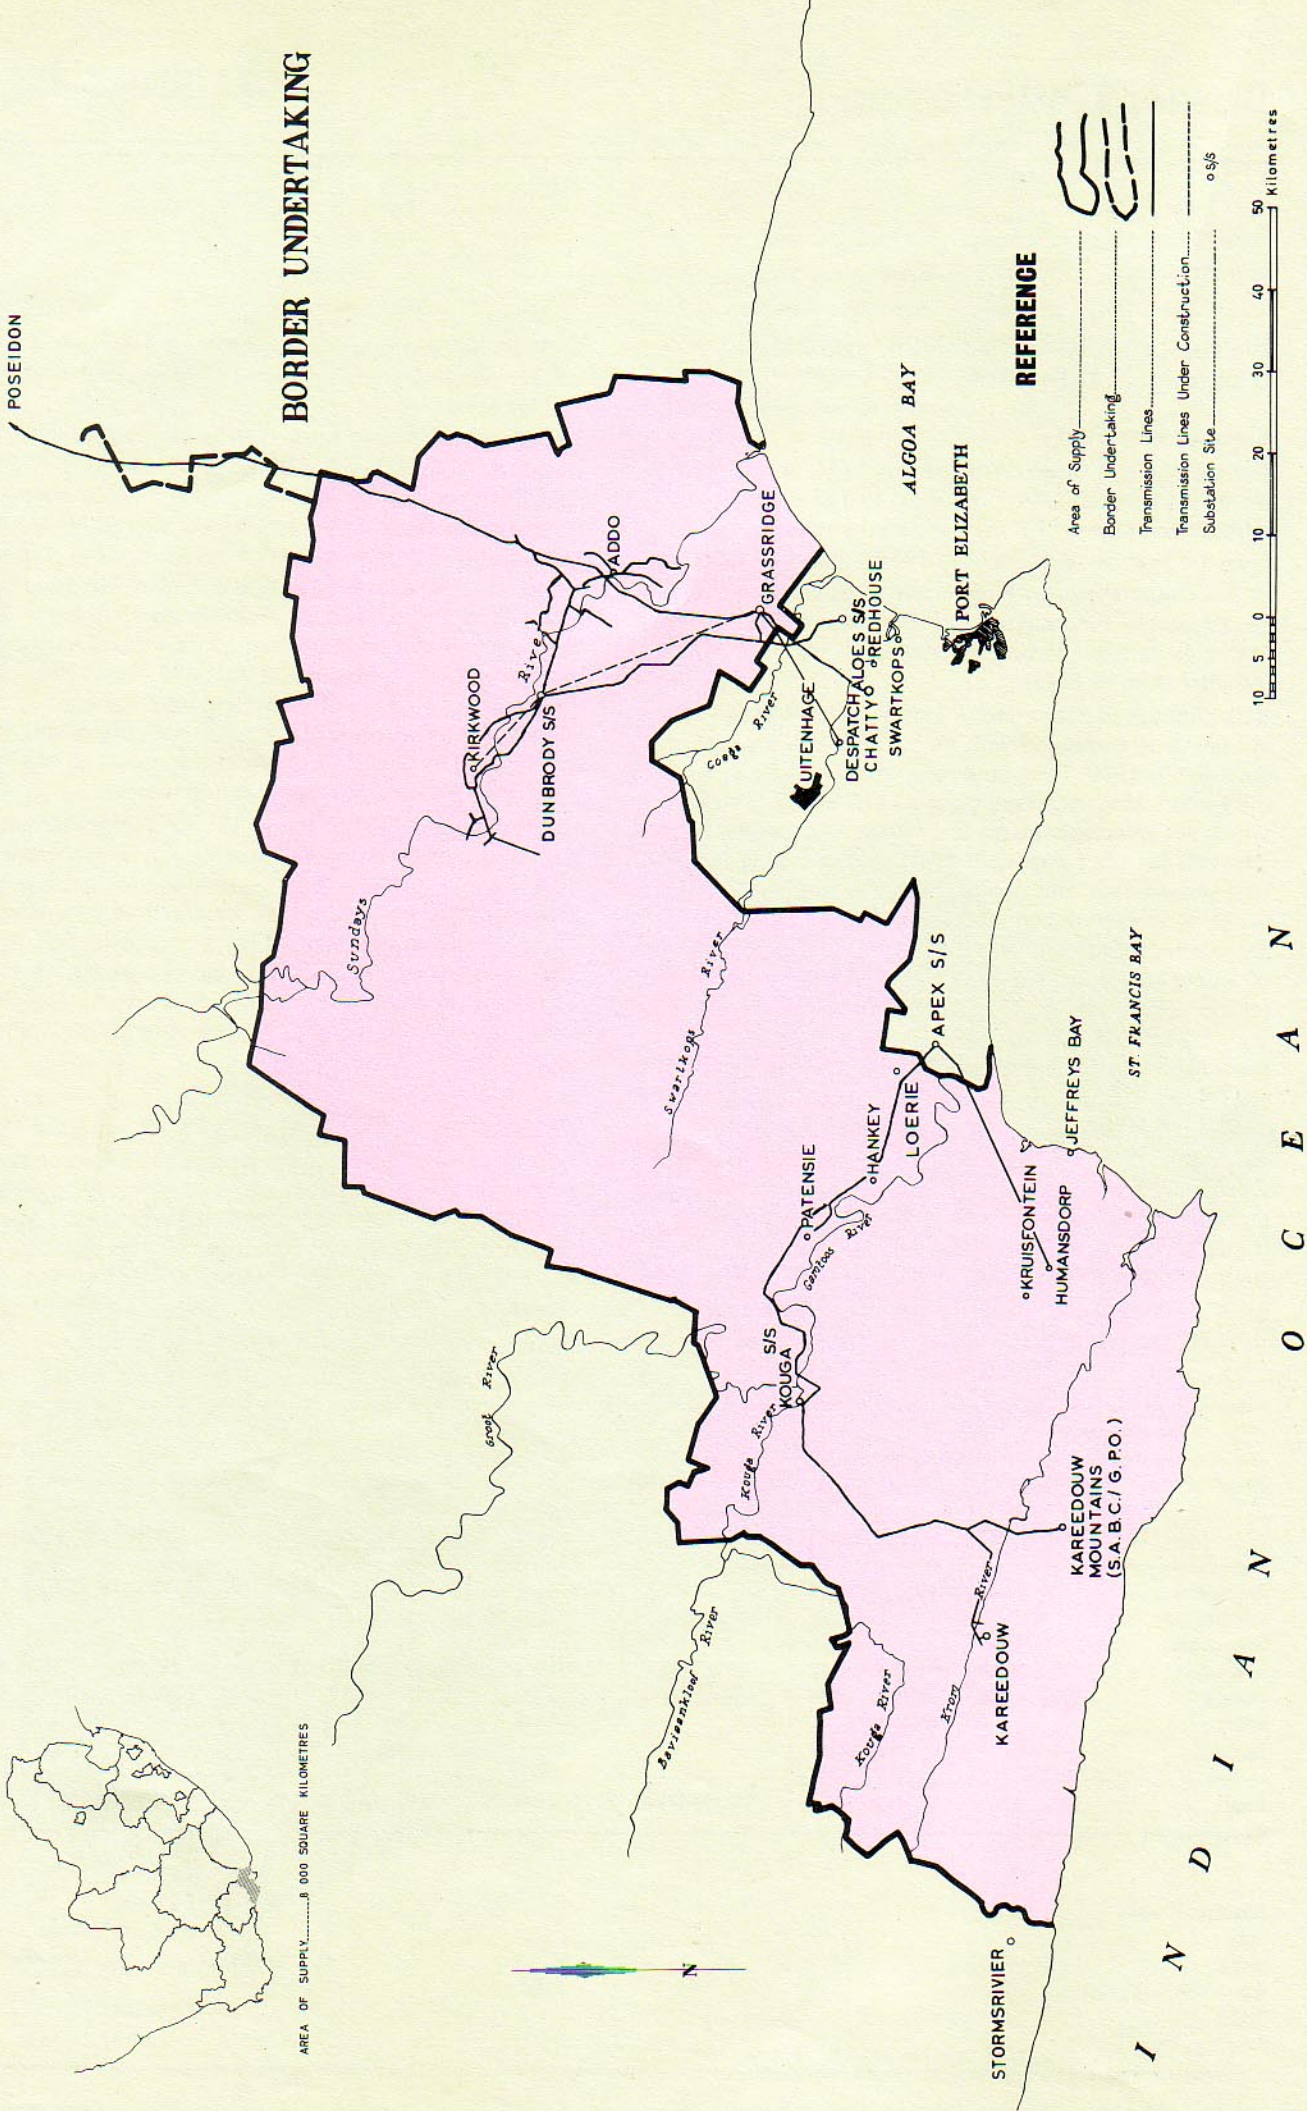 POSEIDON
BORDER UNDERTAKING
AREA OF SUPPLY 8 000 SQUARE KILOMETRES
N
Groot River
Baviaankloof River
Kouga River
Kouga River
Krom River
Sundays
River
Swartkops River
Coega River
Gamtoos River
KIRKWOOD
DUNBRODY S/S
ADDO
GRASSRIDGE
UITENHAGE
DESPATCH
ALOES S/S
CHATTY
REDHOUSE
SWARTKOPS
PORT ELIZABETH
ALGOA BAY
APEX S/S
LOERIE
HANKEY
PATENSIE
KOUGA S/S
KRUISFONTEIN
HUMANSDORP
JEFFREYS BAY
ST. FRANCIS BAY
KAREEDOUW
MOUNTAINS
(S.A.B.C./ G.P.O.)
KAREEDOUW
STORMSRIVIER
INDIAN OCEAN
REFERENCE
Area of Supply
Border Undertaking
Transmission Lines
Transmission Lines Under Construction
Substation Site S/S
10 5 0 10 20 30 40 50 Kilometres